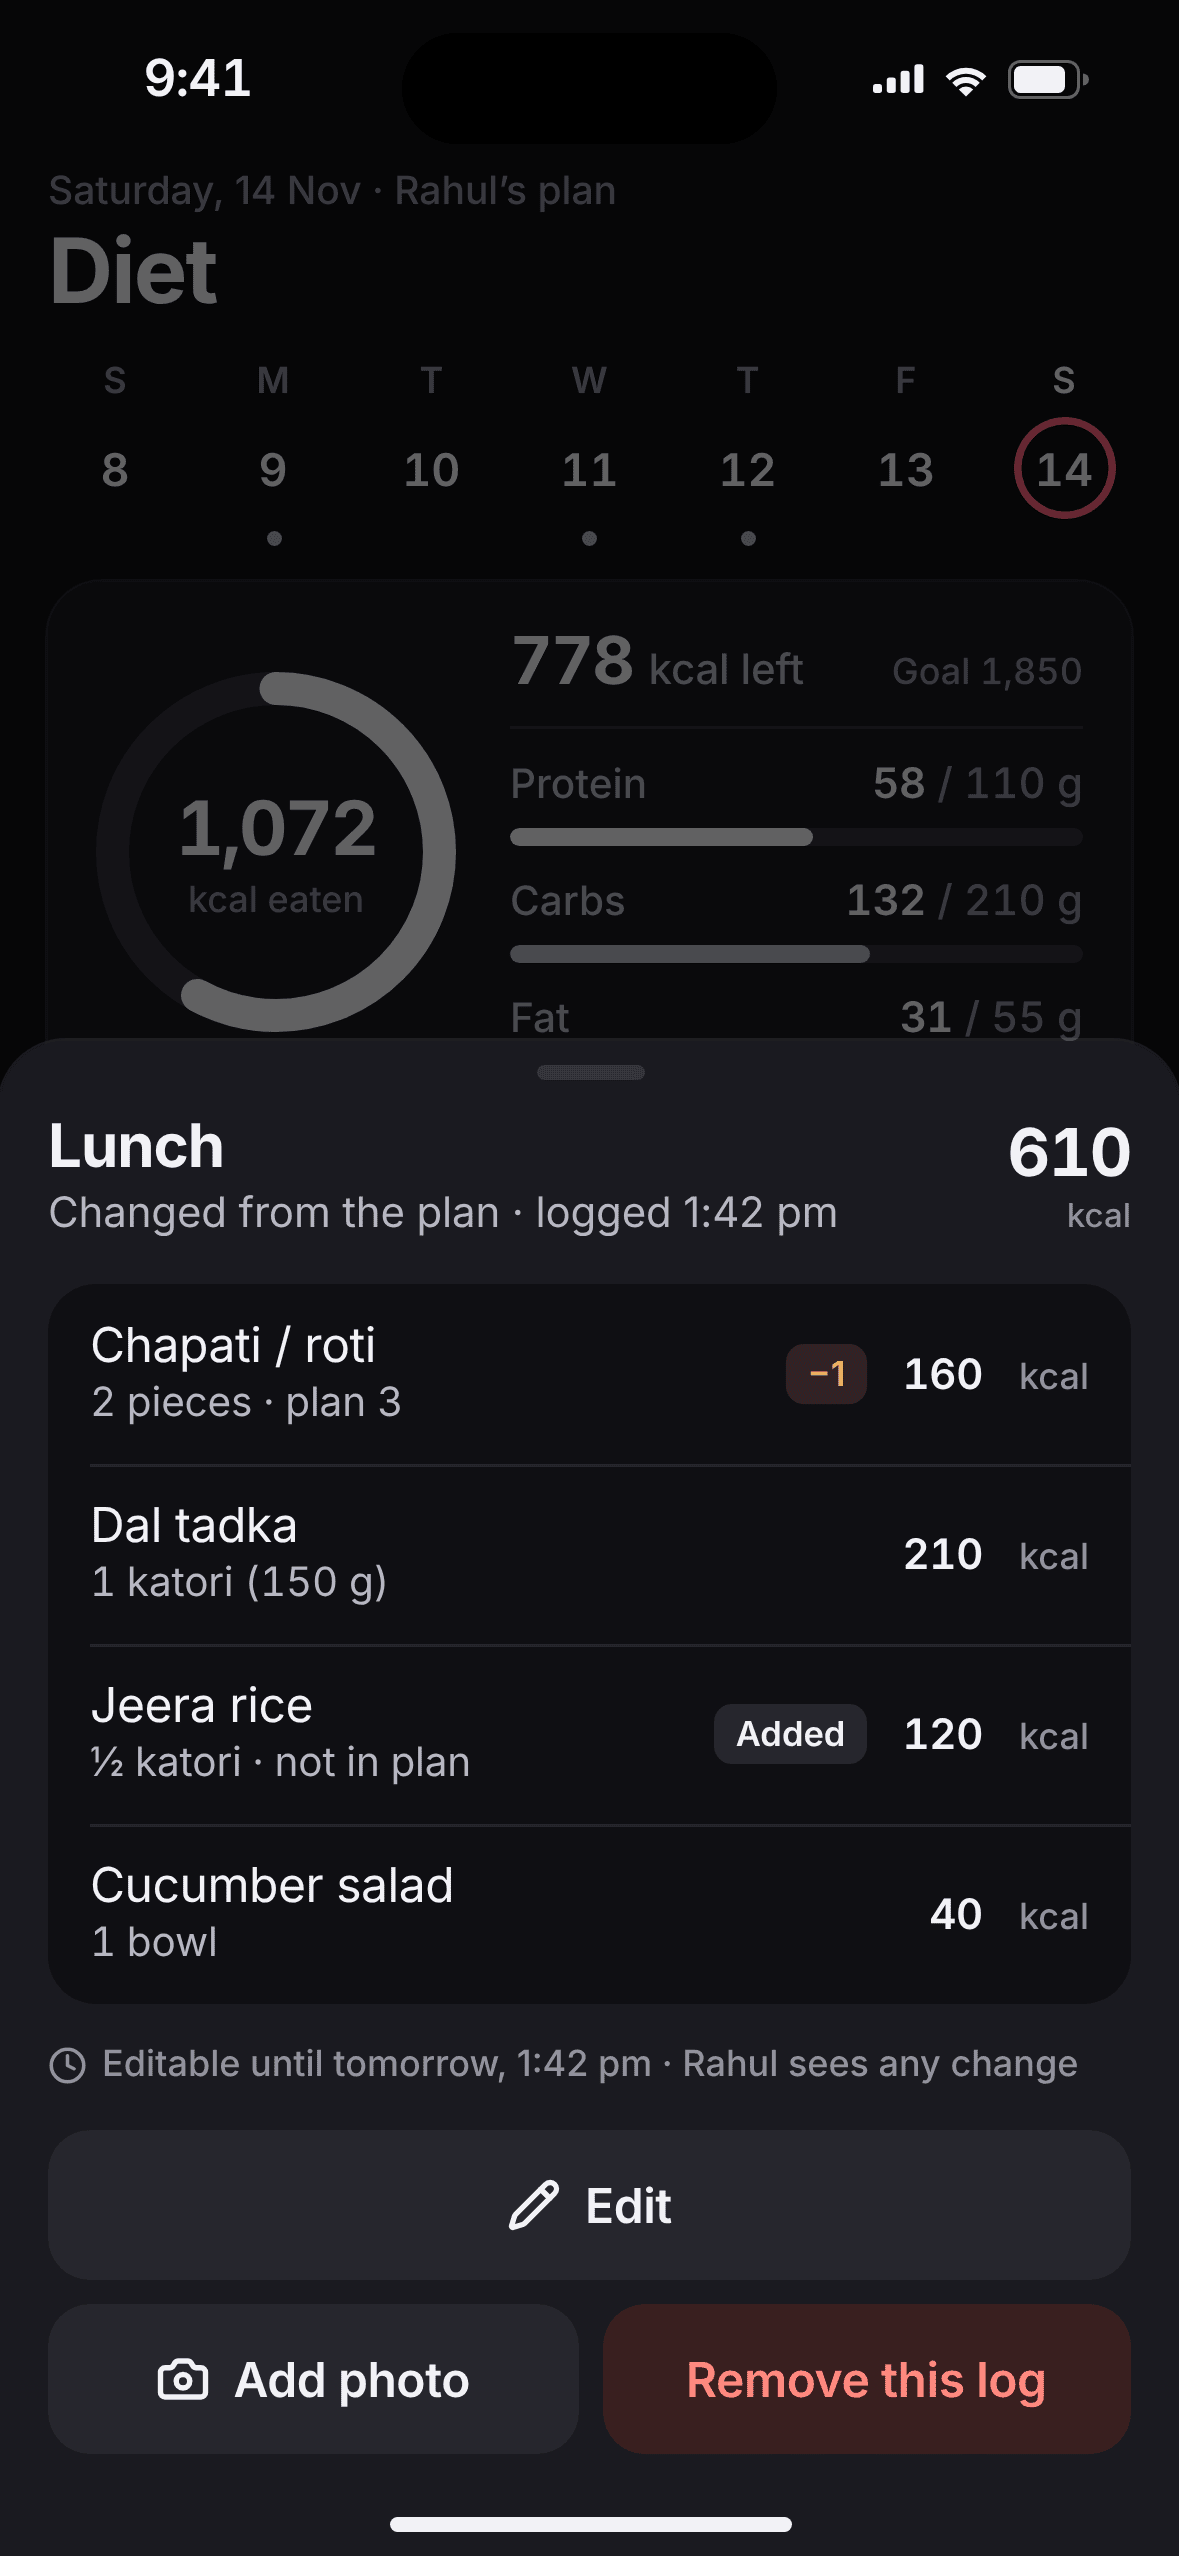 9:41
Saturday, 14 Nov · Rahul’s plan
Diet
S M T W T F S
8 9 10 11 12 13 14
778 kcal left Goal 1,850
1,072
kcal eaten
Protein 58 / 110 g
Carbs 132 / 210 g
Fat 31 / 55 g
Lunch 610
Changed from the plan · logged 1:42 pm kcal
Chapati / roti
2 pieces · plan 3
−1 160 kcal
Dal tadka
1 katori (150 g)
210 kcal
Jeera rice
½ katori · not in plan
Added 120 kcal
Cucumber salad
1 bowl
40 kcal
Editable until tomorrow, 1:42 pm · Rahul sees any change
Edit
Add photo
Remove this log